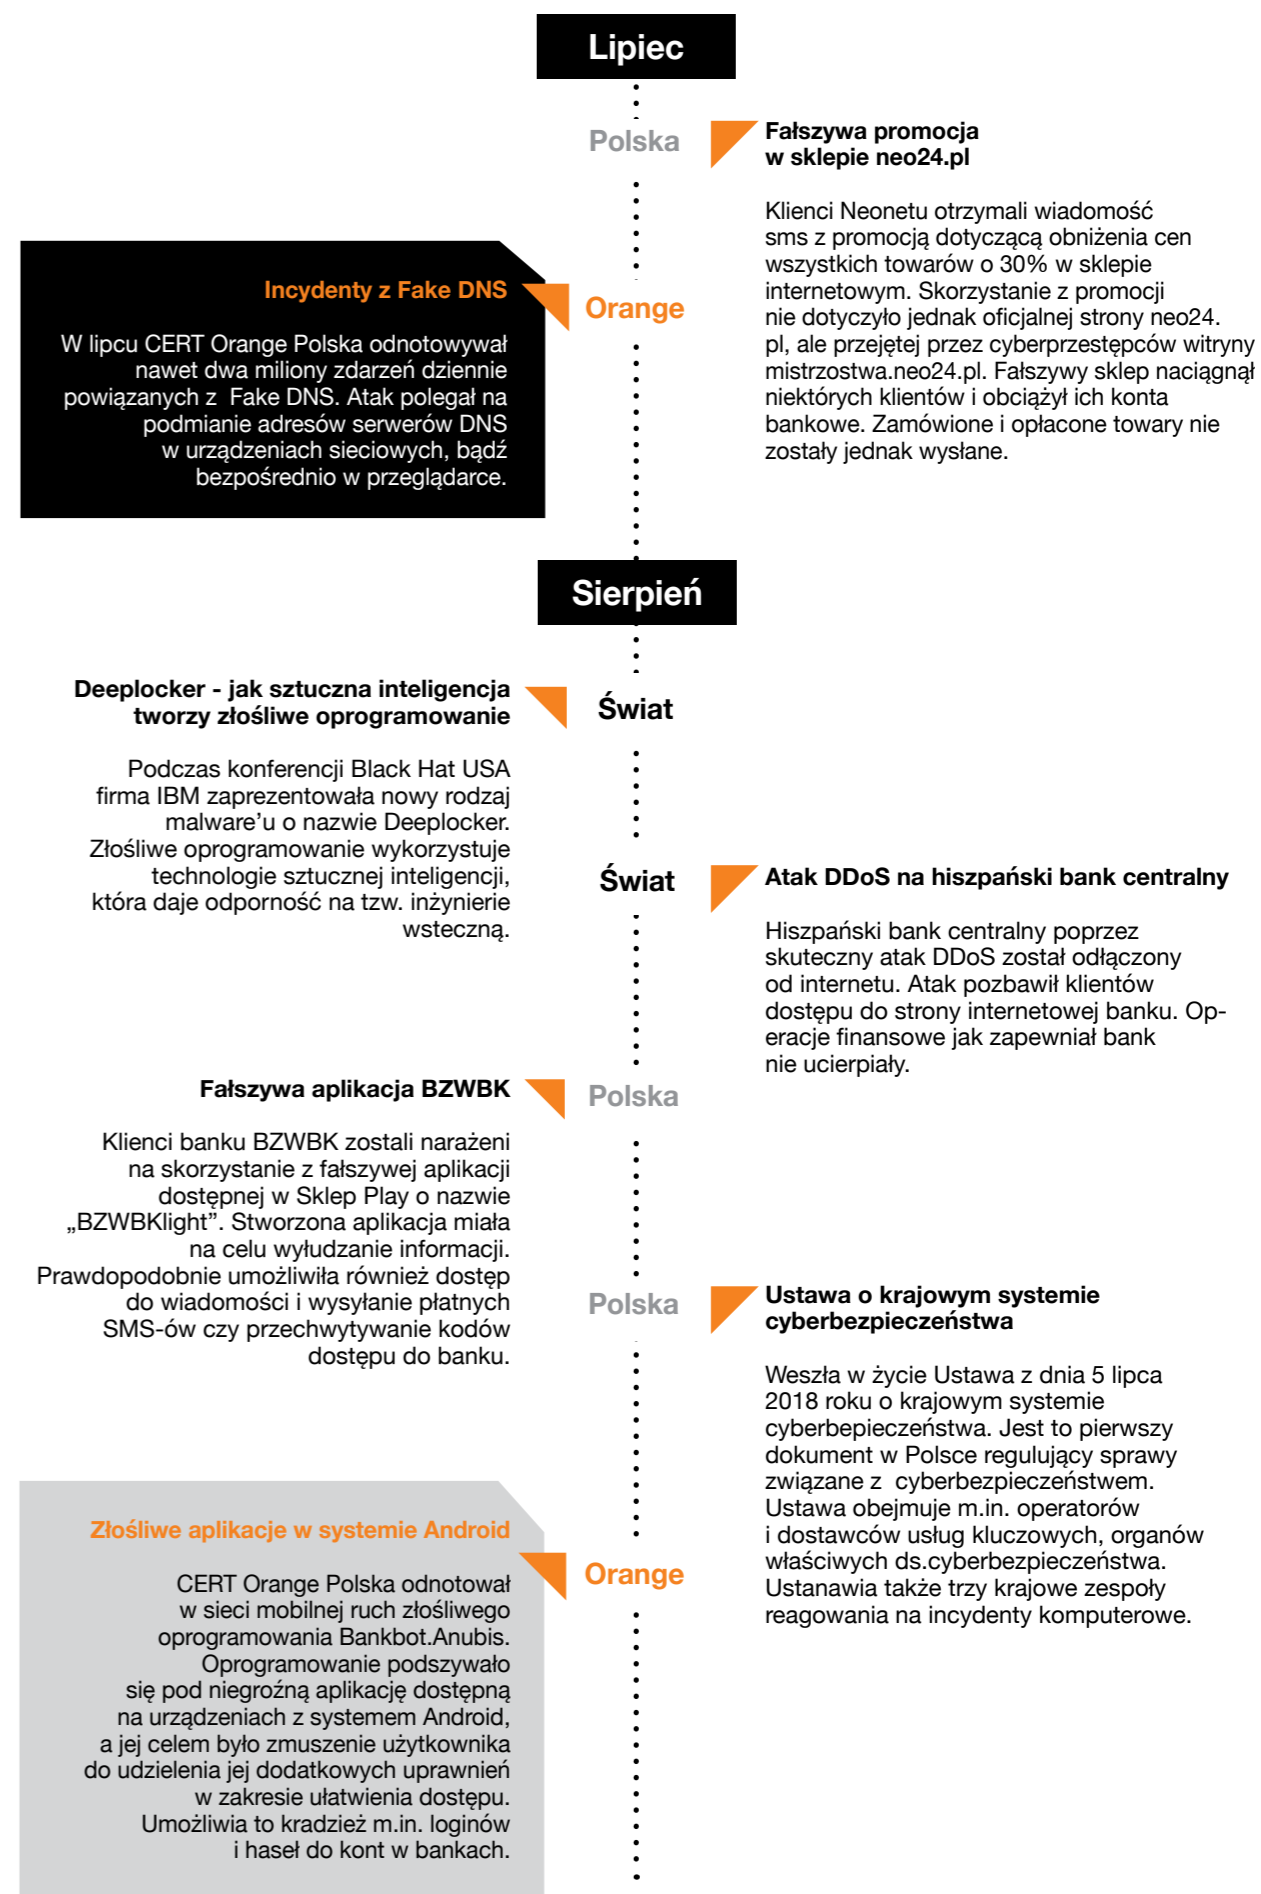 Lipiec
Polska
Fałszywa promocja
w sklepie neo24.pl
Klienci Neonetu otrzymali wiadomość
sms z promocją dotyczącą obniżenia cen
wszystkich towarów o 30% w sklepie
internetowym. Skorzystanie z promocji
nie dotyczyło jednak oficjalnej strony neo24.
pl, ale przejętej przez cyberprzestępców witryny
mistrzostwa.neo24.pl. Fałszywy sklep naciągnął
niektórych klientów i obciążył ich konta
bankowe. Zamówione i opłacone towary nie
zostały jednak wysłane.
Orange
Incydenty z Fake DNS
W lipcu CERT Orange Polska odnotowywał
nawet dwa miliony zdarzeń dziennie
powiązanych z  Fake DNS. Atak polegał na
podmianie adresów serwerów DNS
w urządzeniach sieciowych, bądź
bezpośrednio w przeglądarce.
Sierpień
Świat
Deeplocker - jak sztuczna inteligencja
tworzy złośliwe oprogramowanie
Podczas konferencji Black Hat USA
firma IBM zaprezentowała nowy rodzaj
malware’u o nazwie Deeplocker.
Złośliwe oprogramowanie wykorzystuje
technologie sztucznej inteligencji,
która daje odporność na tzw. inżynierie
wsteczną.
Świat
Atak DDoS na hiszpański bank centralny
Hiszpański bank centralny poprzez
skuteczny atak DDoS został odłączony
od internetu. Atak pozbawił klientów
dostępu do strony internetowej banku. Op-
eracje finansowe jak zapewniał bank
nie ucierpiały.
Polska
Fałszywa aplikacja BZWBK
Klienci banku BZWBK zostali narażeni
na skorzystanie z fałszywej aplikacji
dostępnej w Sklep Play o nazwie
„BZWBKlight”. Stworzona aplikacja miała
na celu wyłudzanie informacji.
Prawdopodobnie umożliwiła również dostęp
do wiadomości i wysyłanie płatnych
SMS-ów czy przechwytywanie kodów
dostępu do banku.
Polska
Ustawa o krajowym systemie
cyberbezpieczeństwa
Weszła w życie Ustawa z dnia 5 lipca
2018 roku o krajowym systemie
cyberbepieczeństwa. Jest to pierwszy
dokument w Polsce regulujący sprawy
związane z  cyberbezpieczeństwem.
Ustawa obejmuje m.in. operatorów
i dostawców usług kluczowych, organów
właściwych ds.cyberbezpieczeństwa.
Ustanawia także trzy krajowe zespoły
reagowania na incydenty komputerowe.
Orange
Złośliwe aplikacje w systemie Android
CERT Orange Polska odnotował
w sieci mobilnej ruch złośliwego
oprogramowania Bankbot.Anubis.
Oprogramowanie podszywało
się pod niegroźną aplikację dostępną
na urządzeniach z systemem Android,
a jej celem było zmuszenie użytkownika
do udzielenia jej dodatkowych uprawnień
w zakresie ułatwienia dostępu.
Umożliwia to kradzież m.in. loginów
i haseł do kont w bankach.